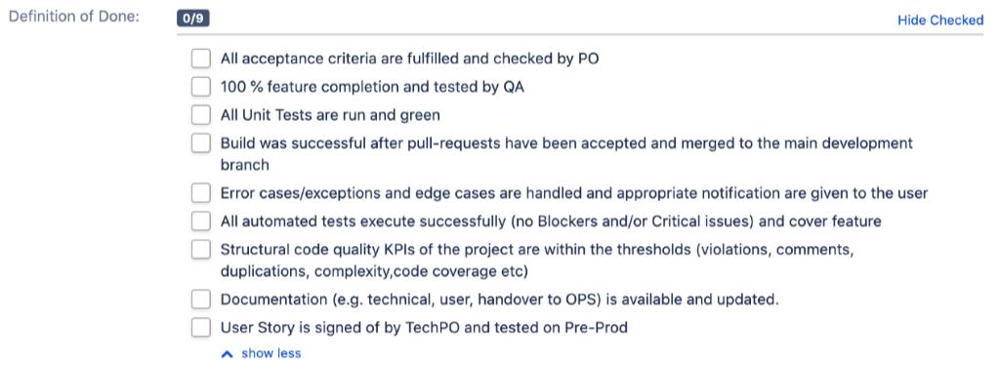 Definition of Done:
0/9
Hide Checked
All acceptance criteria are fulfilled and checked by PO
100 % feature completion and tested by QA
All Unit Tests are run and green
Build was successful after pull-requests have been accepted and merged to the main development
branch
Error cases/exceptions and edge cases are handled and appropriate notification are given to the user
All automated tests execute successfully (no Blockers and/or Critical issues) and cover feature
Structural code quality KPIs of the project are within the thresholds (violations, comments,
duplications, complexity,code coverage etc)
Documentation (e.g. technical, user, handover to OPS) is available and updated.
User Story is signed of by TechPO and tested on Pre-Prod
show less